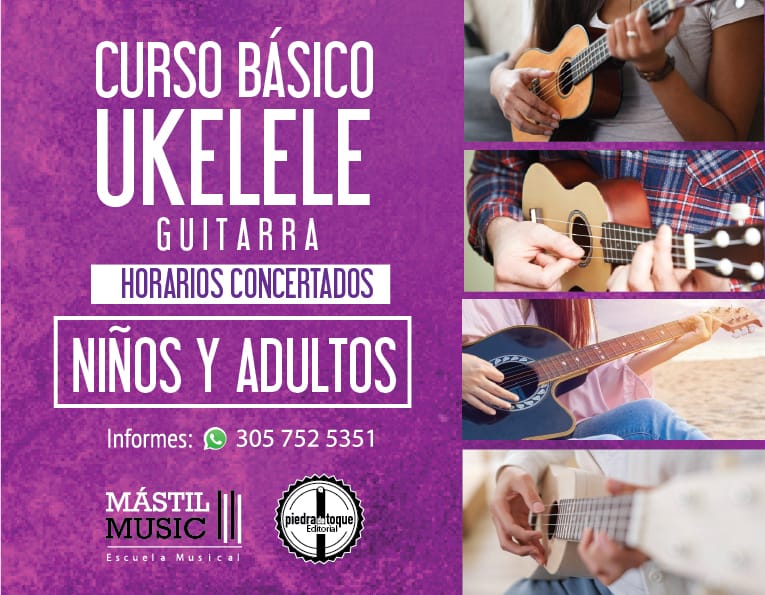 CURSO BÁSICO
UKELELE
GUITARRA
HORARIOS CONCERTADOS
NIÑOS Y ADULTOS
Informes: 305 752 5351
MÁSTIL
MUSIC
Escuela Musical
piedra de toque
Editorial